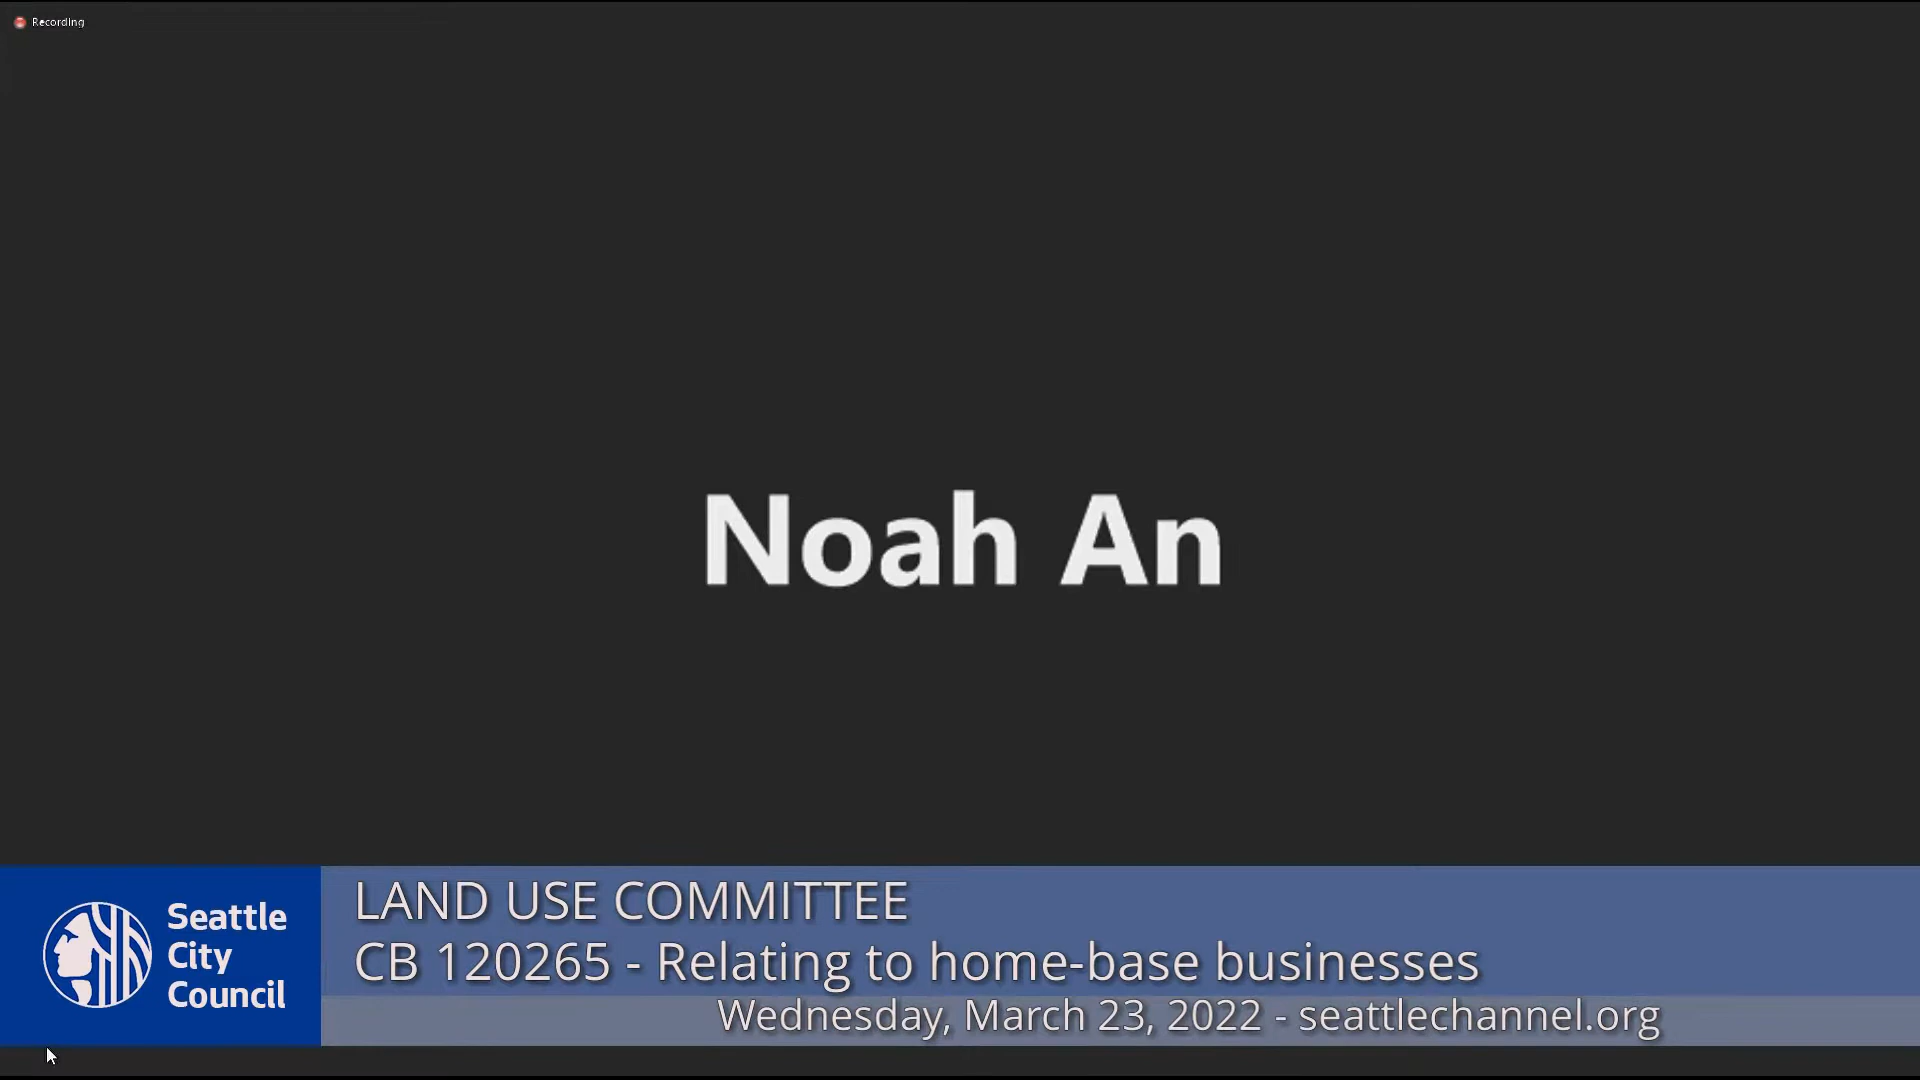 Recording
Noah An
Seattle
City
Council
LAND USE COMMITTEE
CB 120265 - Relating to home-base businesses
Wednesday, March 23, 2022 - seattlechannel.org